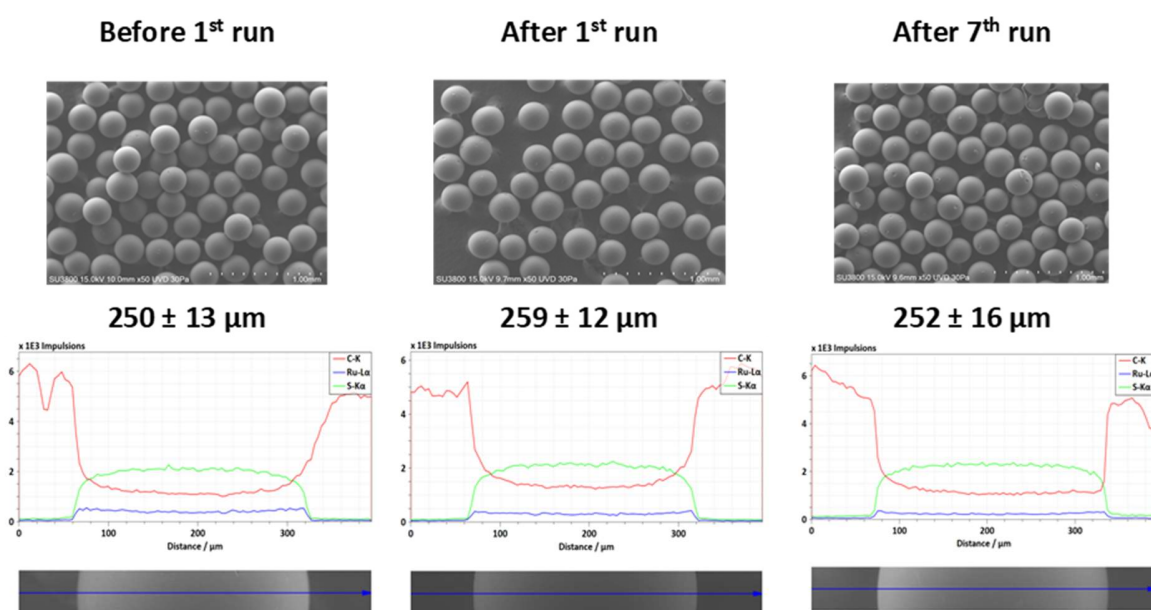 Before 1st run
After 1st run
After 7th run
SU3800 15.0kV 10.0mm x50 UVD 30Pa 1.00mm
SU3800 15.0kV 9.7mm x50 UVD 30Pa 1.00mm
SU3800 15.0kV 9.6mm x50 UVD 30Pa 1.00mm
250 ± 13 µm
259 ± 12 µm
252 ± 16 µm
x 1E3 Impulsions
C-K
Ru-Lα
S-Kα
6
4
2
0
0 100 200 300
Distance / µm
x 1E3 Impulsions
C-K
Ru-Lα
S-Kα
6
4
2
0
0 100 200 300
Distance / µm
x 1E3 Impulsions
C-K
Ru-Lα
S-Kα
6
4
2
0
0 100 200 300
Distance / µm